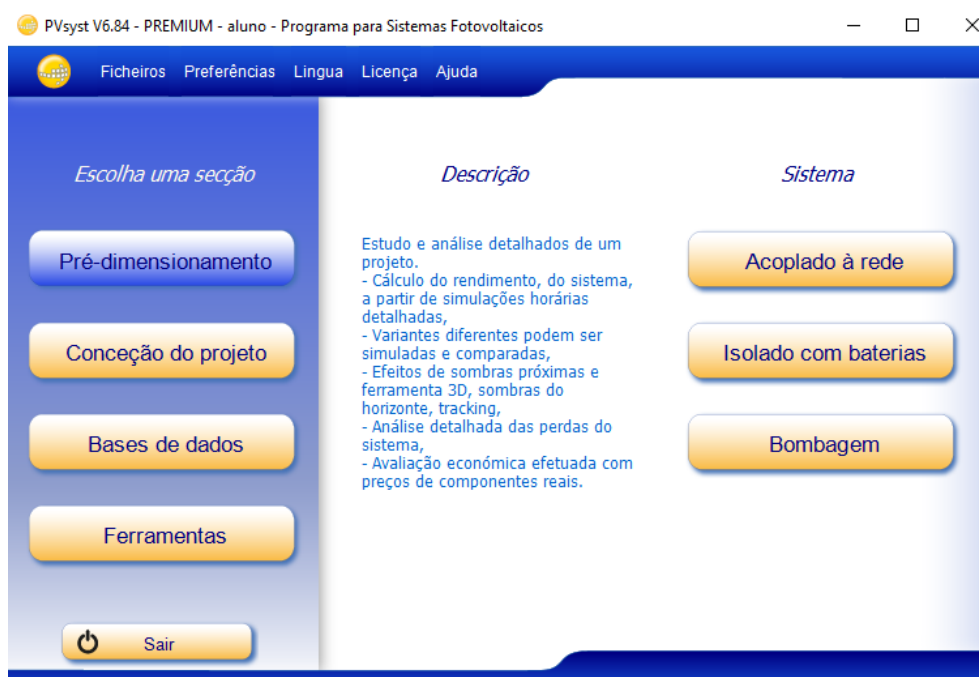 PVsyst V6.84 - PREMIUM - aluno - Programa para Sistemas Fotovoltaicos
Ficheiros Preferências Lingua Licença Ajuda
Escolha uma secção
Pré-dimensionamento
Conceção do projeto
Bases de dados
Ferramentas
Sair
Descrição
Estudo e análise detalhados de um
projeto.
- Cálculo do rendimento, do sistema,
a partir de simulações horárias
detalhadas,
- Variantes diferentes podem ser
simuladas e comparadas,
- Efeitos de sombras próximas e
ferramenta 3D, sombras do
horizonte, tracking,
- Análise detalhada das perdas do
sistema,
- Avaliação económica efetuada com
preços de componentes reais.
Sistema
Acoplado à rede
Isolado com baterias
Bombagem